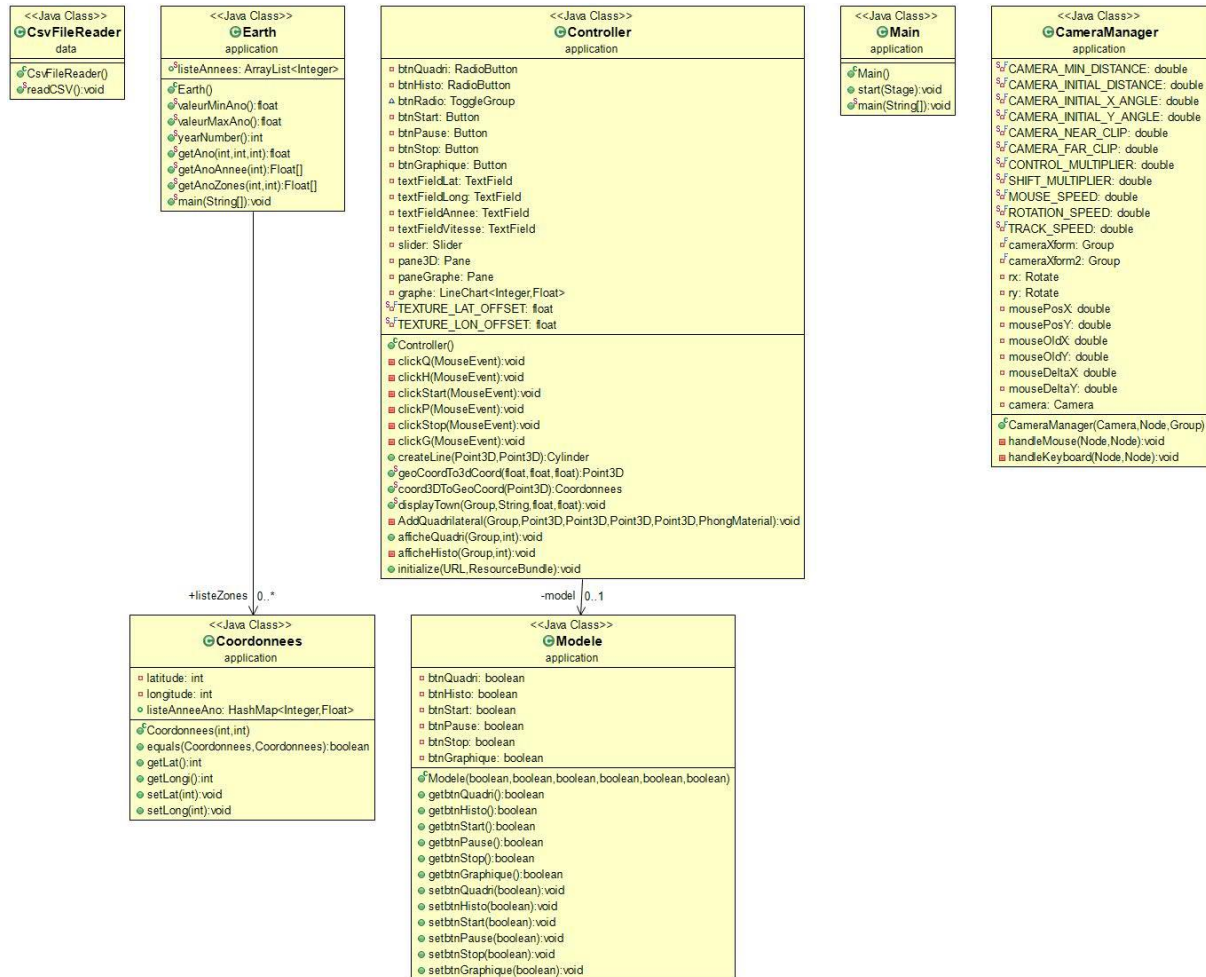 <<Java Class>>
CsvFileReader
data
CsvFileReader()
readCSV():void
<<Java Class>>
Earth
application
listeAnnees: ArrayList<Integer>
Earth()
valeurMinAno():float
valeurMaxAno():float
yearNumber():int
getAno(int,int,int):float
getAnoAnnee(int):Float[]
getAnoZones(int,int):Float[]
main(String[]):void
<<Java Class>>
Controller
application
btnQuadri: RadioButton
btnHisto: RadioButton
btnRadio: ToggleGroup
btnStart: Button
btnPause: Button
btnStop: Button
btnGraphique: Button
textFieldLat: TextField
textFieldLong: TextField
textFieldAnnee: TextField
textFieldVitesse: TextField
slider: Slider
pane3D: Pane
paneGraphe: Pane
graphe: LineChart<Integer,Float>
TEXTURE_LAT_OFFSET: float
TEXTURE_LON_OFFSET: float
Controller()
clickQ(MouseEvent):void
clickH(MouseEvent):void
clickStart(MouseEvent):void
clickP(MouseEvent):void
clickStop(MouseEvent):void
clickG(MouseEvent):void
createLine(Point3D,Point3D):Cylinder
geoCoordTo3dCoord(float,float,float):Point3D
coord3DToGeoCoord(Point3D):Coordonnees
displayTown(Group,String,float,float):void
AddQuadrilateral(Group,Point3D,Point3D,Point3D,Point3D,PhongMaterial):void
afficheQuadri(Group,int):void
afficheHisto(Group,int):void
initialize(URL,ResourceBundle):void
<<Java Class>>
Main
application
Main()
start(Stage):void
main(String[]):void
<<Java Class>>
CameraManager
application
CAMERA_MIN_DISTANCE: double
CAMERA_INITIAL_DISTANCE: double
CAMERA_INITIAL_X_ANGLE: double
CAMERA_INITIAL_Y_ANGLE: double
CAMERA_NEAR_CLIP: double
CAMERA_FAR_CLIP: double
CONTROL_MULTIPLIER: double
SHIFT_MULTIPLIER: double
MOUSE_SPEED: double
ROTATION_SPEED: double
TRACK_SPEED: double
cameraXform: Group
cameraXform2: Group
rx: Rotate
ry: Rotate
mousePosX: double
mousePosY: double
mouseOldX: double
mouseOldY: double
mouseDeltaX: double
mouseDeltaY: double
camera: Camera
CameraManager(Camera,Node,Group)
handleMouse(Node,Node):void
handleKeyboard(Node,Node):void
+listeZones 0..*
-model 0..1
<<Java Class>>
Coordonnees
application
latitude: int
longitude: int
listeAnneeAno: HashMap<Integer,Float>
Coordonnees(int,int)
equals(Coordonnees,Coordonnees):boolean
getLat():int
getLongi():int
setLat(int):void
setLong(int):void
<<Java Class>>
Modele
application
btnQuadri: boolean
btnHisto: boolean
btnStart: boolean
btnPause: boolean
btnStop: boolean
btnGraphique: boolean
Modele(boolean,boolean,boolean,boolean,boolean,boolean)
getbtnQuadri():boolean
getbtnHisto():boolean
getbtnStart():boolean
getbtnPause():boolean
getbtnStop():boolean
getbtnGraphique():boolean
setbtnQuadri(boolean):void
setbtnHisto(boolean):void
setbtnStart(boolean):void
setbtnPause(boolean):void
setbtnStop(boolean):void
setbtnGraphique(boolean):void